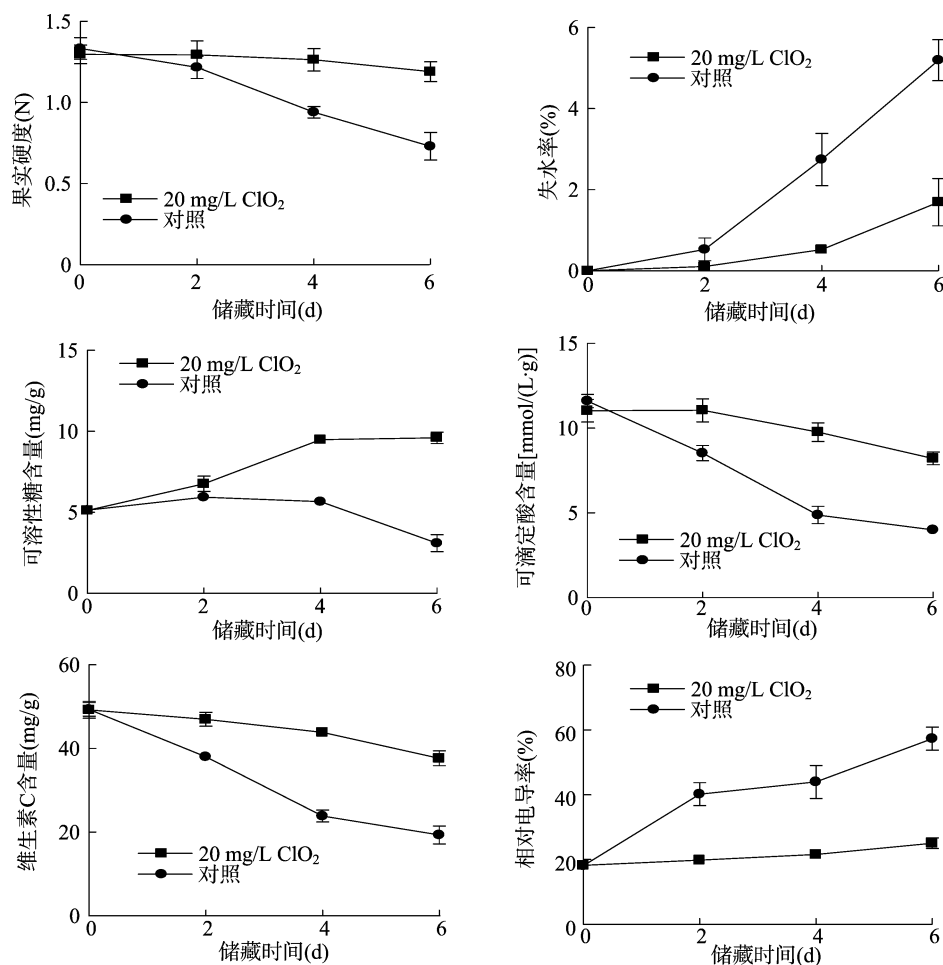 果实硬度(N)
1.5
1.0
0.5
0
20 mg/L ClO₂
对照
0 2 4 6
储藏时间(d)
失水率(%)
6
4
2
0
20 mg/L ClO₂
对照
0 2 4 6
储藏时间(d)
可溶性糖含量(mg/g)
15
10
5
0
20 mg/L ClO₂
对照
0 2 4 6
储藏时间(d)
可滴定酸含量[mmol/(L·g)]
15
10
5
0
20 mg/L ClO₂
对照
0 2 4 6
储藏时间(d)
维生素C含量(mg/g)
60
40
20
0
20 mg/L ClO₂
对照
0 2 4 6
储藏时间(d)
相对电导率(%)
80
60
40
20
0
20 mg/L ClO₂
对照
0 2 4 6
储藏时间(d)